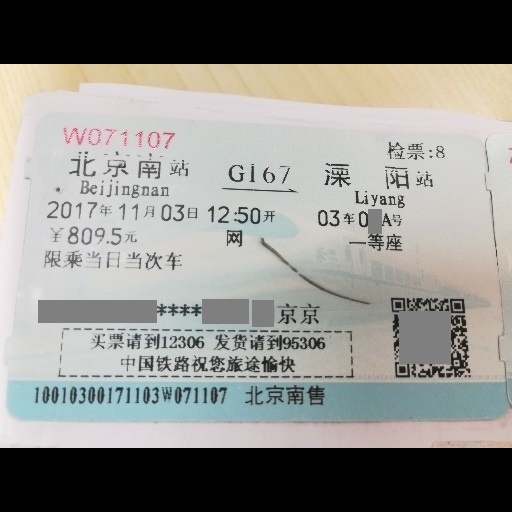 W071107
检票:8
北京南站 G167 溧阳站
Beijingnan Liyang
2017年11月03日 12:50开 03车0A号
¥809.5元 网 一等座
限乘当日当次车
****京京
买票请到12306 发货请到95306
中国铁路祝您旅途愉快
10010300171103W071107 北京南售